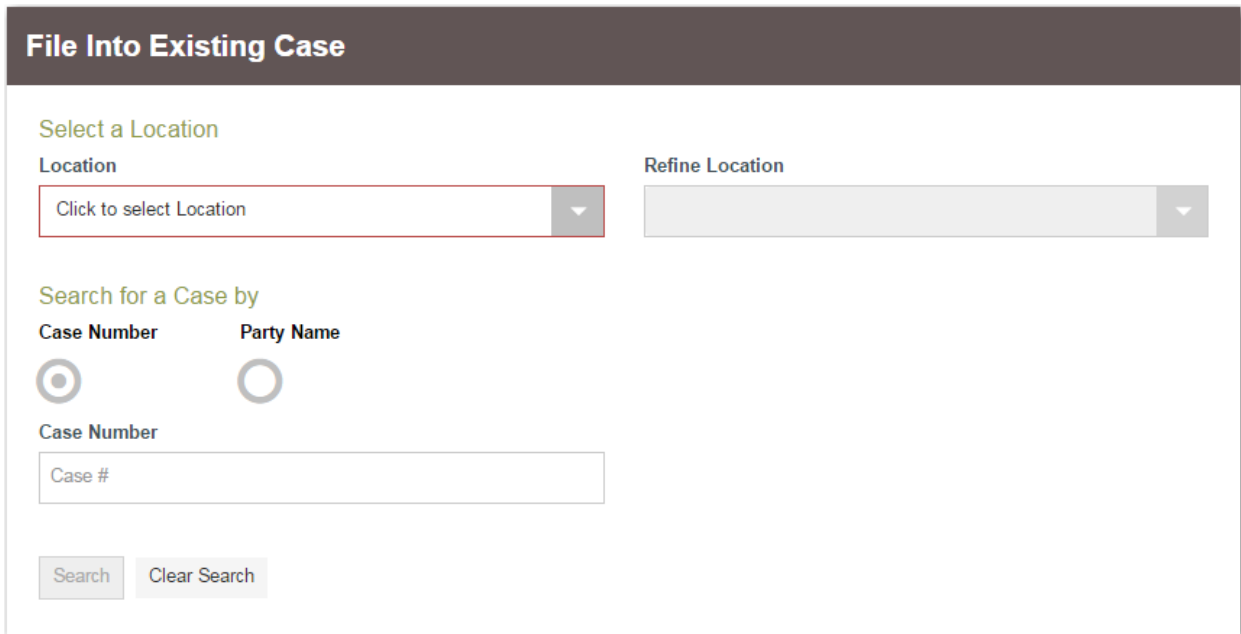 File Into Existing Case
Select a Location
Location
Refine Location
Click to select Location
Search for a Case by
Case Number
Party Name
Case Number
Case #
Search
Clear Search